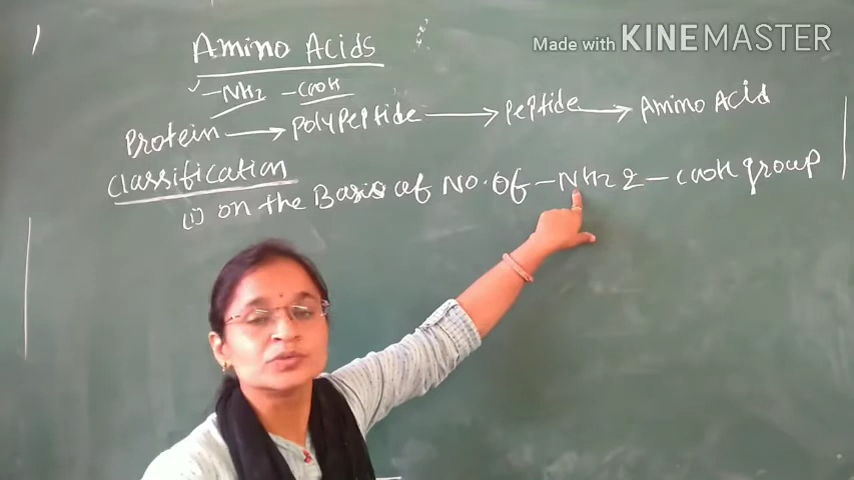 Made with KINEMASTER
Amino Acids
✓ -NH2 -COOH
Protein → Polypeptide → Peptide → Amino Acid
Classification
(i) on the Basis of No. Of -NH2 & -COOH group